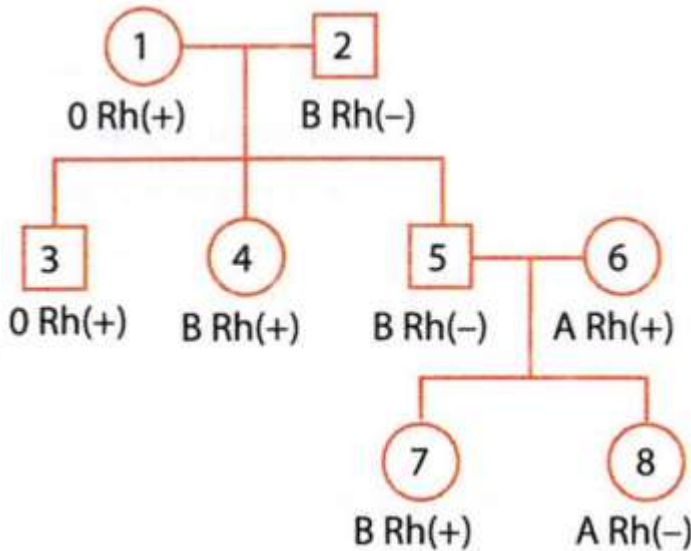 1 2
0 Rh(+) B Rh(−)
3 4 5 6
0 Rh(+) B Rh(+) B Rh(−) A Rh(+)
7 8
B Rh(+) A Rh(−)